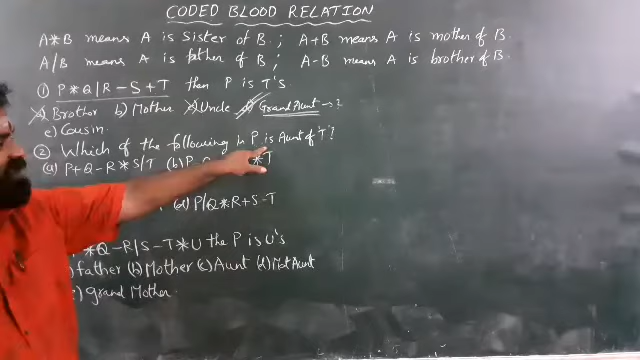 CODED BLOOD RELATION
A*B means A is Sister of B ; A+B means A is mother of B.
A/B means A is father of B ; A-B means A is brother of B.
① P*Q/R-S+T then P is T's
a) Brother b) Mother c) Uncle d) Grand Aunt → ?
e) Cousin.
② Which of the following in P is Aunt of 'T'?
(a) P+Q-R*S/T (b) P *T
(d) P/Q*R+S-T
*Q-R/S-T*U the P is U's
father (b) Mother (c) Aunt (d) Not Aunt
grand Mother